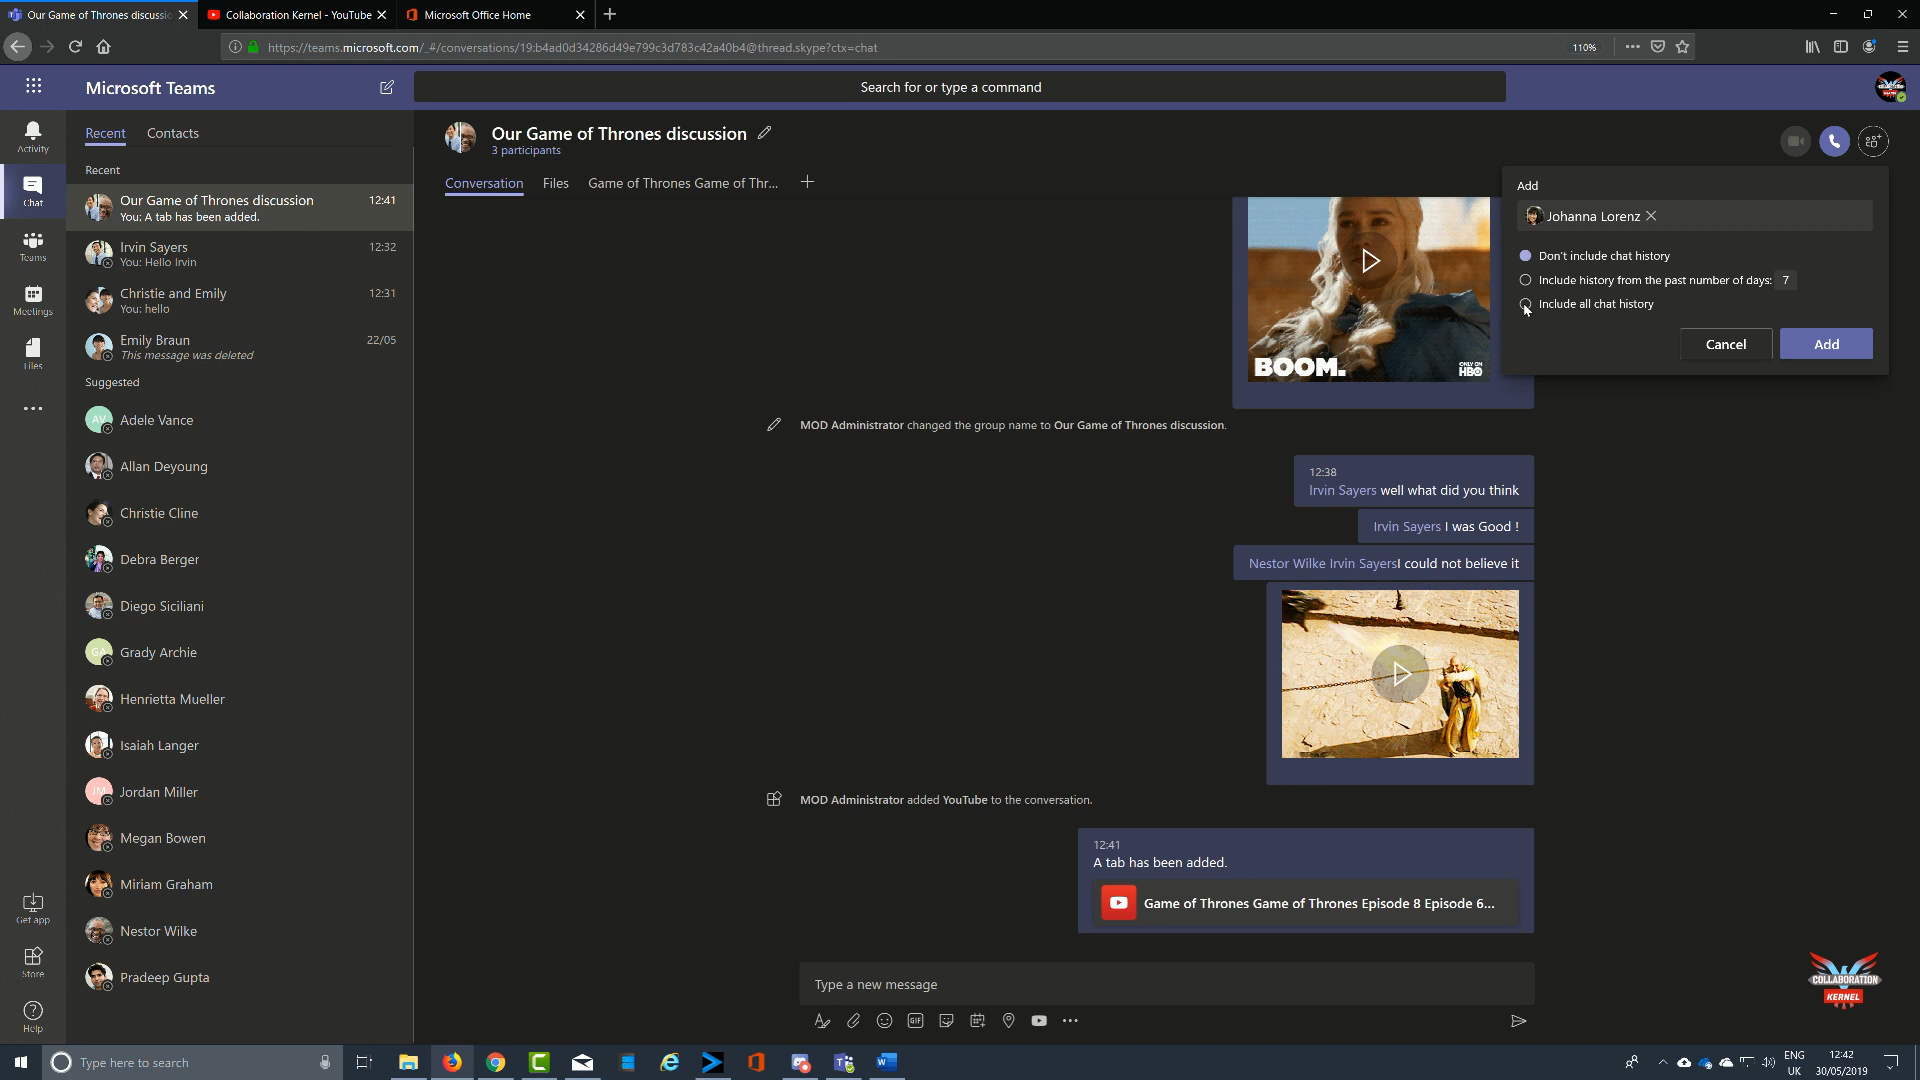 Our Game of Thrones discussio
Collaboration Kernel - YouTube
Microsoft Office Home
https://teams.microsoft.com/_#/conversations/19:b4ad0d34286d49e799c3d783c42a40b4@thread.skype?ctx=chat
110%
Microsoft Teams
Search for or type a command
Activity
Chat
Teams
Meetings
Files
Get app
Store
Help
Recent
Contacts
Recent
Our Game of Thrones discussion
12:41
You: A tab has been added.
Irvin Sayers
12:32
You: Hello Irvin
Christie and Emily
12:31
You: hello
Emily Braun
22/05
This message was deleted
Suggested
AV
Adele Vance
Allan Deyoung
Christie Cline
Debra Berger
Diego Siciliani
GA
Grady Archie
Henrietta Mueller
Isaiah Langer
JM
Jordan Miller
Megan Bowen
Miriam Graham
Nestor Wilke
Pradeep Gupta
Our Game of Thrones discussion
3 participants
Conversation
Files
Game of Thrones Game of Thr...
BOOM.
ONLY ON
HBO
MOD Administrator changed the group name to Our Game of Thrones discussion.
12:38
Irvin Sayers well what did you think
Irvin Sayers I was Good !
Nestor Wilke Irvin SayersI could not believe it
MOD Administrator added YouTube to the conversation.
12:41
A tab has been added.
Game of Thrones Game of Thrones Episode 8 Episode 6...
Type a new message
GIF
Add
Johanna Lorenz
Don't include chat history
Include history from the past number of days: 7
Include all chat history
Cancel
Add
COLLABORATION
KERNEL
Type here to search
ENG
UK
12:42
30/05/2019